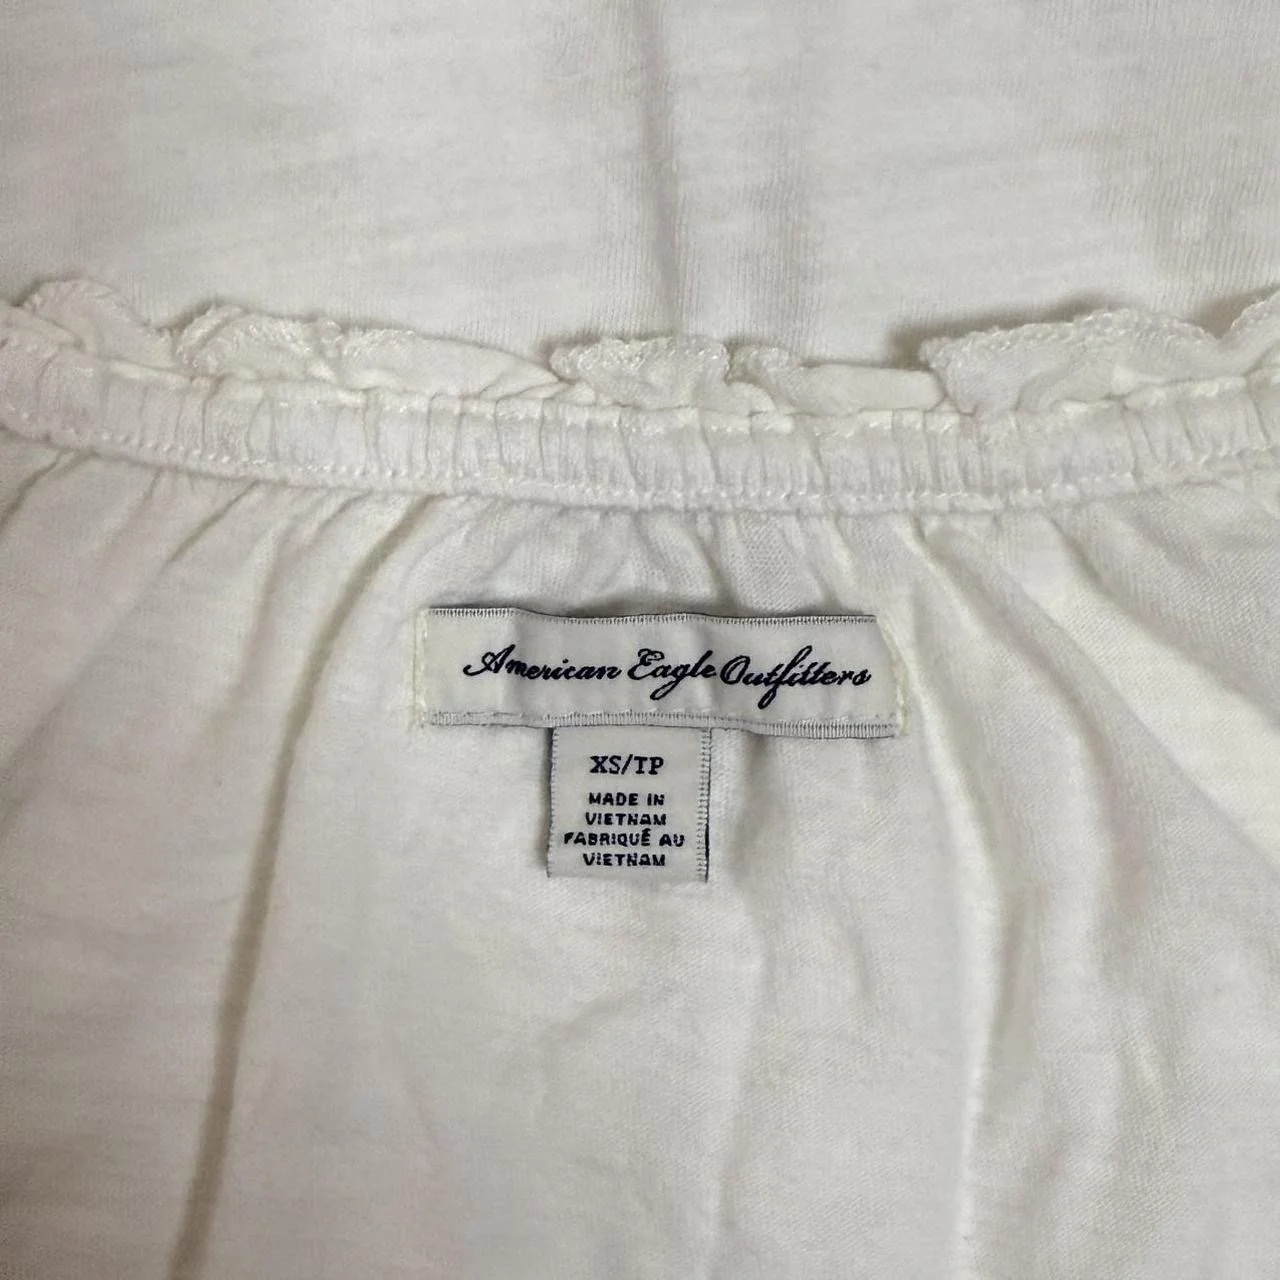 American Eagle Outfitters
XS/TP
MADE IN
VIETNAM
FABRIQUÉ AU
VIETNAM